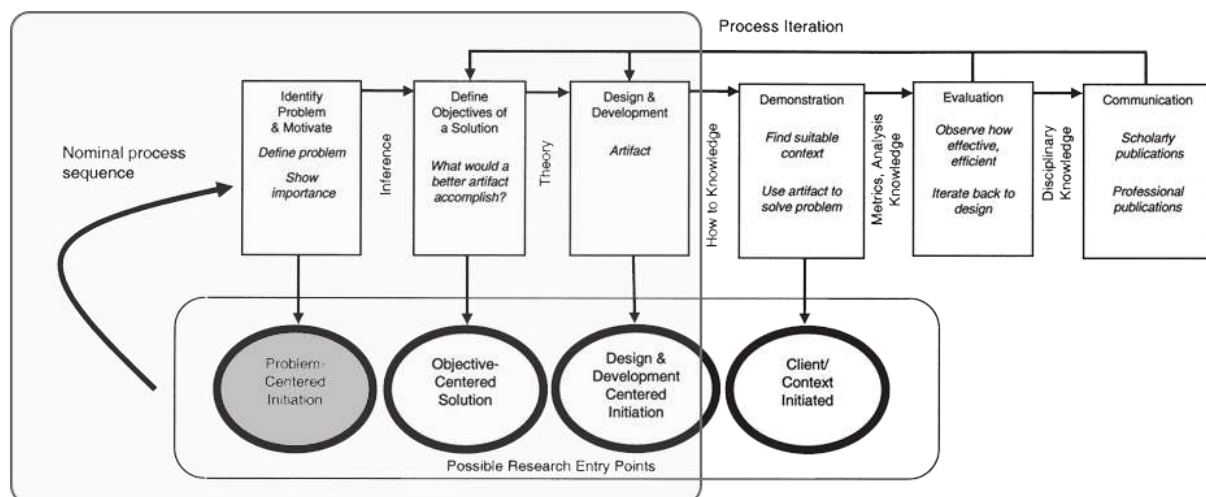 Process Iteration
Nominal process
sequence
Identify
Problem
& Motivate
Define problem
Show
importance
Inference
Define
Objectives of
a Solution
What would a
better artifact
accomplish?
Theory
Design &
Development
Artifact
How to Knowledge
Demonstration
Find suitable
context
Use artifact to
solve problem
Metrics, Analysis
Knowledge
Evaluation
Observe how
effective,
efficient
Iterate back to
design
Disciplinary
Knowledge
Communication
Scholarly
publications
Professional
publications
Problem-
Centered
Initiation
Objective-
Centered
Solution
Design &
Development
Centered
Initiation
Client/
Context
Initiated
Possible Research Entry Points